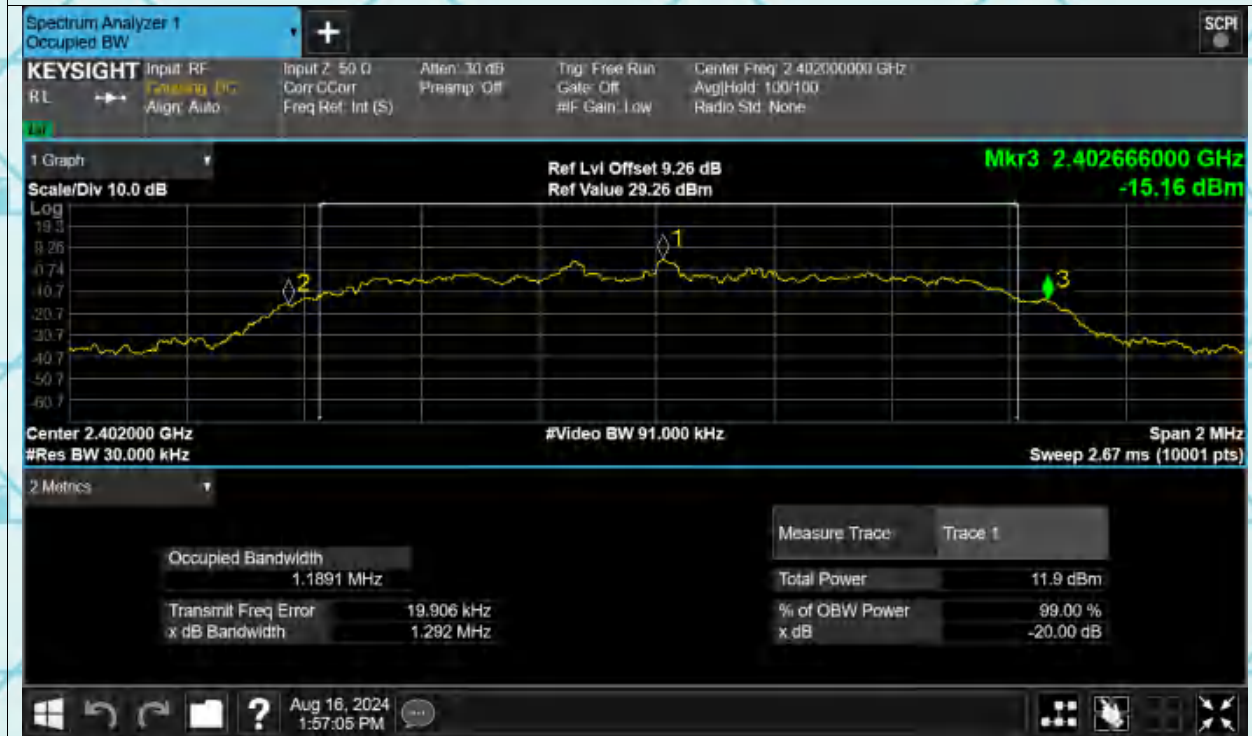 Spectrum Analyzer 1
Occupied BW
+
SCPI
KEYSIGHT
RL
Input: RF
Coupling: DC
Align: Auto
Input Z: 50 Ω
Corr CCorr
Freq Ref: Int (S)
Atten: 30 dB
Preamp: Off
Trig: Free Run
Gate: Off
#IF Gain: Low
Center Freq: 2.402000000 GHz
Avg|Hold: 100/100
Radio Std: None
1 Graph
Scale/Div 10.0 dB
Ref Lvl Offset 9.26 dB
Ref Value 29.26 dBm
Mkr3 2.402666000 GHz
-15.16 dBm
Log
19.3
9.26
-0.74
-10.7
-20.7
-30.7
-40.7
-50.7
-60.7
1
2
3
Center 2.402000 GHz
#Res BW 30.000 kHz
#Video BW 91.000 kHz
Span 2 MHz
Sweep 2.67 ms (10001 pts)
2 Metrics
Measure Trace Trace 1
Occupied Bandwidth
1.1891 MHz
Total Power 11.9 dBm
Transmit Freq Error 19.906 kHz
% of OBW Power 99.00 %
x dB Bandwidth 1.292 MHz
x dB -20.00 dB
?
Aug 16, 2024
1:57:05 PM